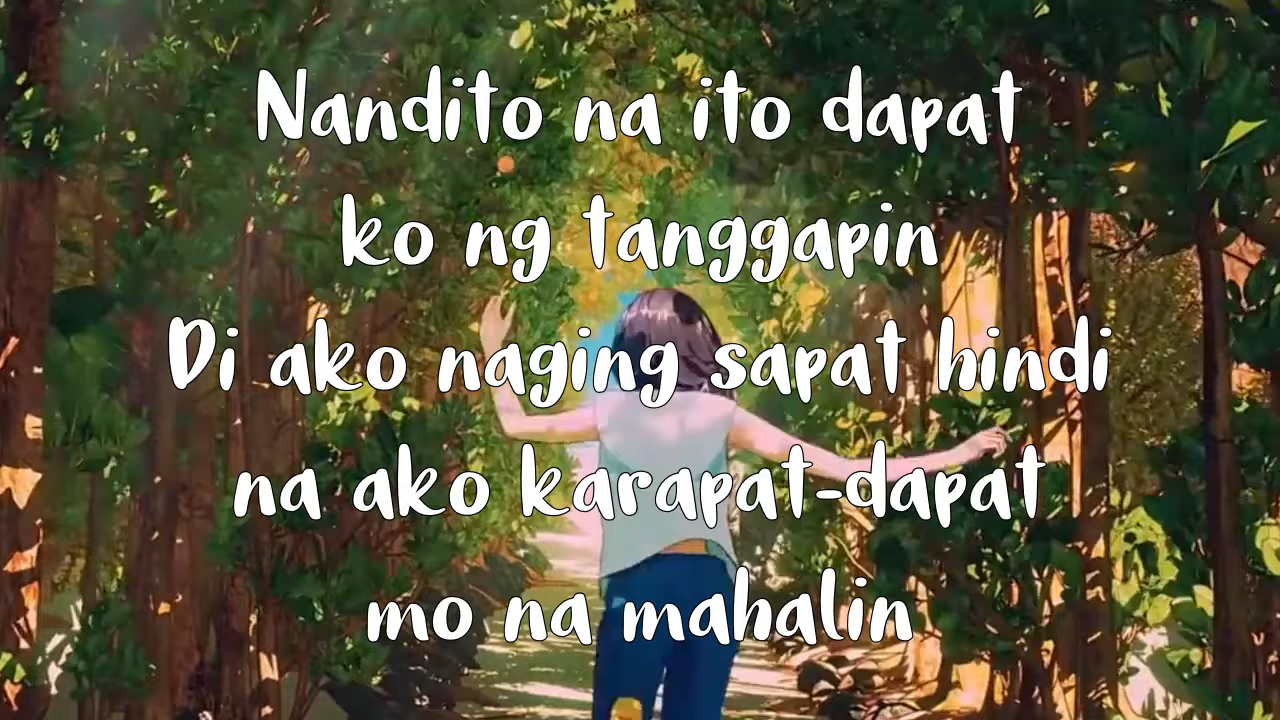 Nandito na ito dapat
ko ng tanggapin
Di ako naging sapat hindi
na ako karapat-dapat
mo na mahalin